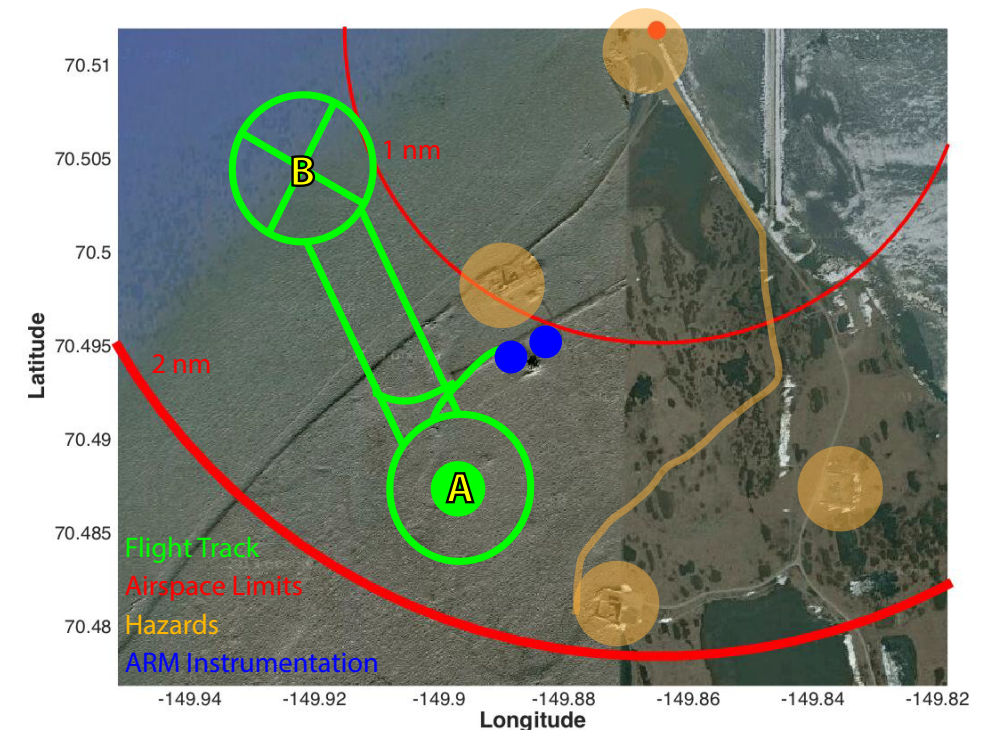 70.51
70.505
70.5
70.495
70.49
70.485
70.48
Latitude
B
1 nm
2 nm
A
Flight Track
Airspace Limits
Hazards
ARM Instrumentation
-149.94
-149.92
-149.9
-149.88
-149.86
-149.84
-149.82
Longitude